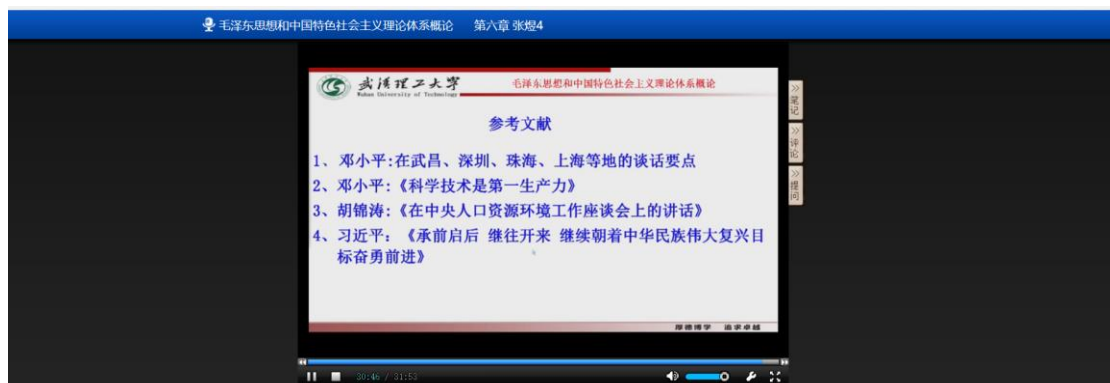 毛泽东思想和中国特色社会主义理论体系概论 第六章 张煜4
武汉理工大学
Wuhan University of Technology
毛泽东思想和中国特色社会主义理论体系概论
参考文献
1、邓小平:在武昌、深圳、珠海、上海等地的谈话要点
2、邓小平:《科学技术是第一生产力》
3、胡锦涛:《在中央人口资源环境工作座谈会上的讲话》
4、习近平:《承前启后 继往开来 继续朝着中华民族伟大复兴目
标奋勇前进》
厚德博学 追求卓越
笔记
评论
提问
30:46 / 31:53